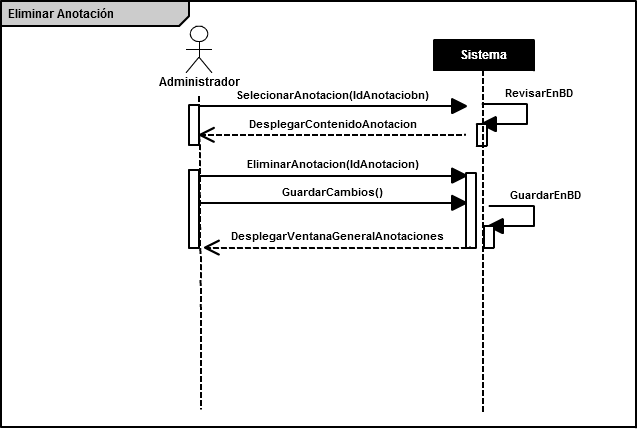 Eliminar Anotación
Administrador
Sistema
SelecionarAnotacion(IdAnotaciobn)
RevisarEnBD
DesplegarContenidoAnotacion
EliminarAnotacion(IdAnotacion)
GuardarCambios()
GuardarEnBD
DesplegarVentanaGeneralAnotaciones